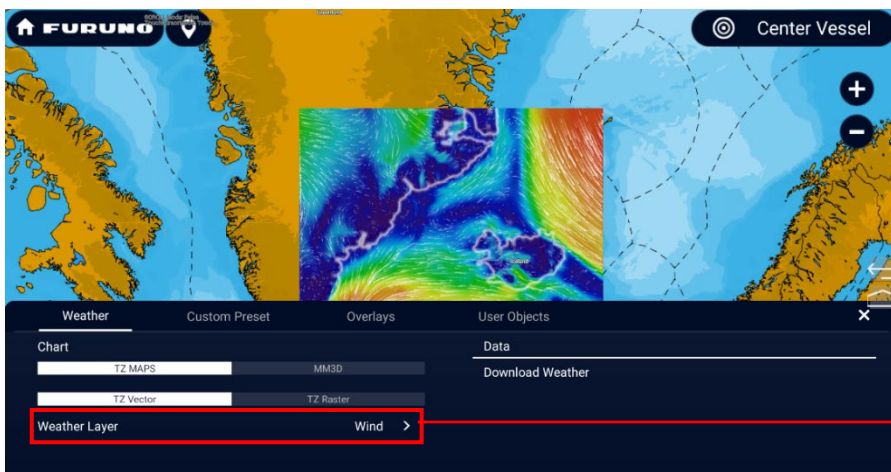 FURUNO
Center Vessel
Weather
Custom Preset
Overlays
User Objects
Chart
TZ MAPS
MM3D
TZ Vector
TZ Raster
Weather Layer
Wind
Data
Download Weather